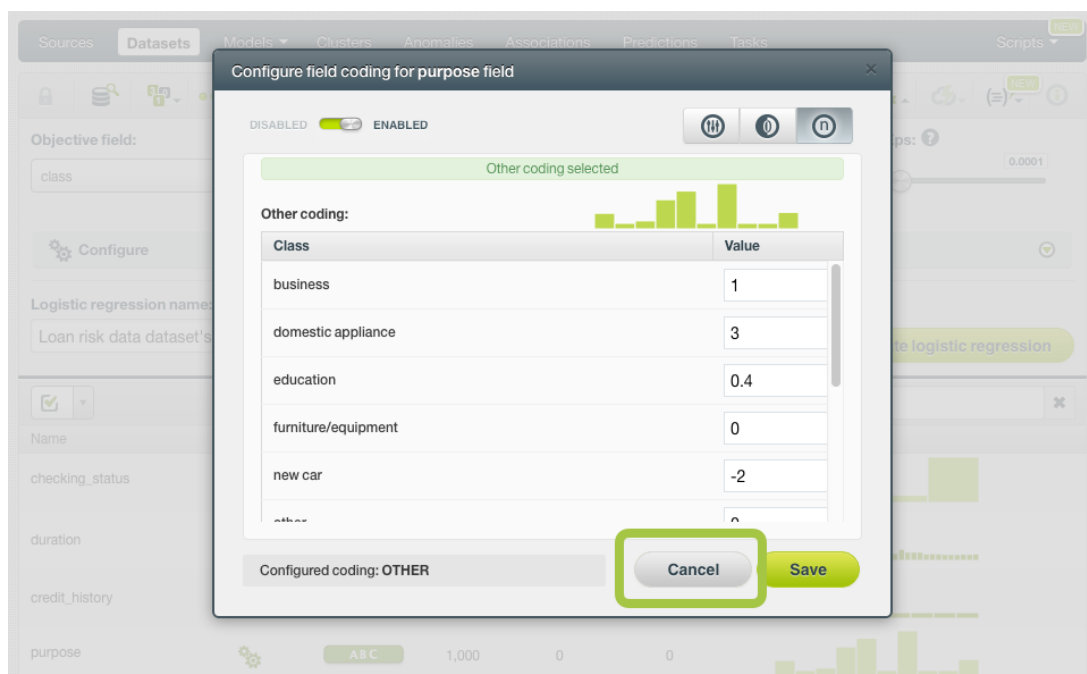 NEW
Sources Datasets Models Clusters Anomalies Associations Predictions Tasks Scripts
Configure field coding for purpose field
NEW
DISABLED ENABLED
n
Objective field:
ps:
0.0001
class
Other coding selected
Other coding:
Class Value
Configure
business 1
Logistic regression name:
domestic appliance 3
Loan risk data dataset's
te logistic regression
education 0.4
furniture/equipment 0
Name
new car -2
checking_status
other
duration
Cancel Save
Configured coding: OTHER
credit_history
purpose ABC 1,000 0 0